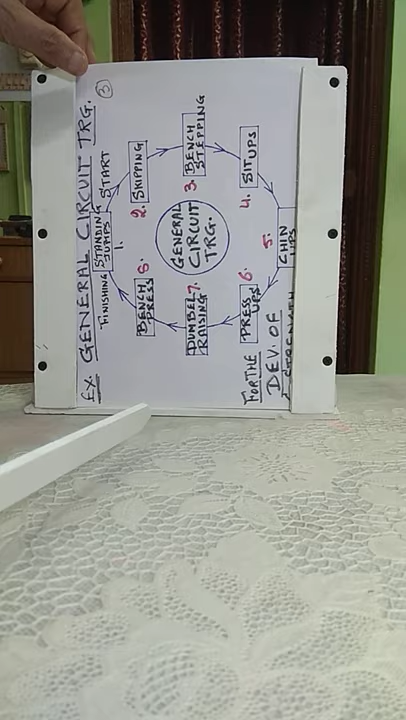 Ex. GENERAL CIRCUIT TRG. 3
FINISHING STANDING START
JUMPS
1.
2. SKIPPING
3. BENCH
STEPPING
4. SIT UPS
5. CHIN
UPS
6. PRESS
UPS
DUMBEL 7.
RAISING
BENCH 8.
PRESS
GENERAL
CIRCUIT
TRG.
FOR THE
DEV. OF